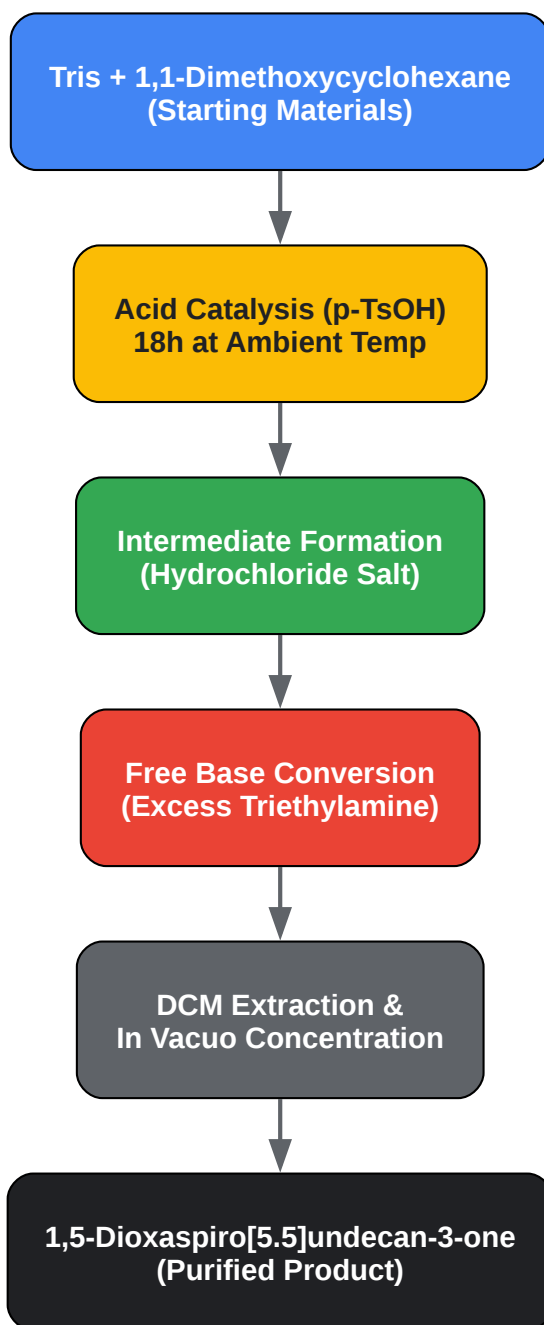 Tris + 1,1-Dimethoxycyclohexane
(Starting Materials)
Acid Catalysis (p-TsOH)
18h at Ambient Temp
Intermediate Formation
(Hydrochloride Salt)
Free Base Conversion
(Excess Triethylamine)
DCM Extraction &
In Vacuo Concentration
1,5-Dioxaspiro[5.5]undecan-3-one
(Purified Product)